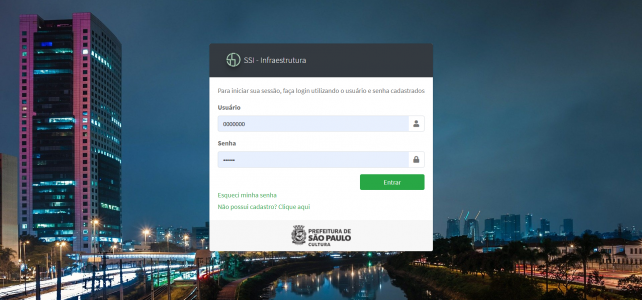 SSI - Infraestrutura
Para iniciar sua sessão, faça login utilizando o usuário e senha cadastrados
Usuário
0000000
Senha
Entrar
Esqueci minha senha
Não possui cadastro? Clique aqui
PREFEITURA DE
SÃO PAULO
CULTURA